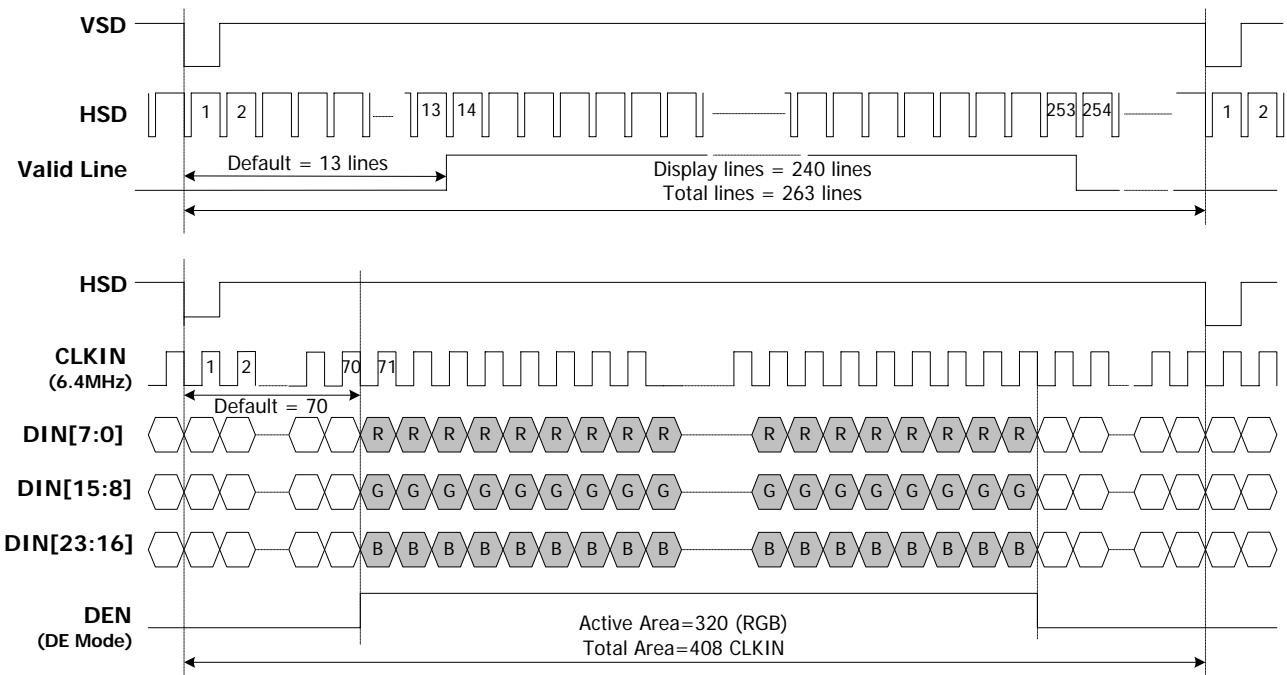 VSD
HSD 1 2 13 14 253 254 1 2
Valid Line Default = 13 lines Display lines = 240 lines
Total lines = 263 lines
HSD
CLKIN 1 2 70 71
(6.4MHz)
Default = 70
DIN[7:0] R R R R R R R R R R R R R R R R R
DIN[15:8] G G G G G G G G G G G G G G G G G
DIN[23:16] B B B B B B B B B B B B B B B B B
DEN Active Area=320 (RGB)
(DE Mode) Total Area=408 CLKIN